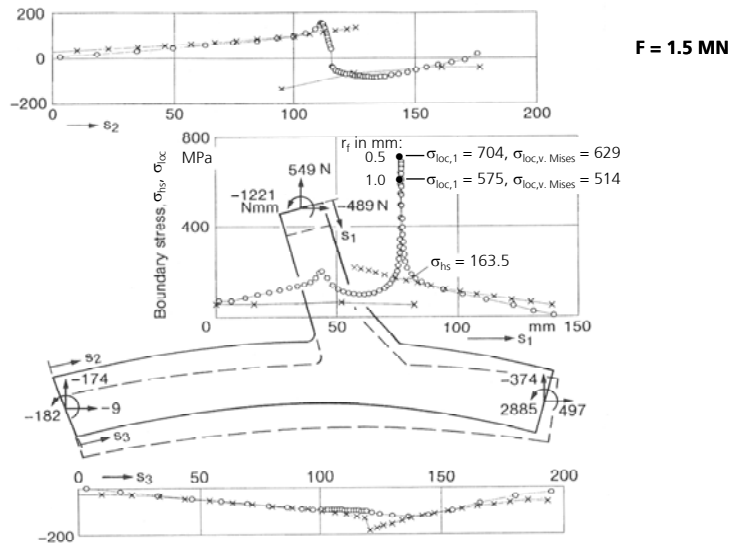 200
0
-200
0
50
100
150
200
s2
F = 1.5 MN
800
MPa
400
0
Boundary stress, σhs, σloc
rf in mm:
0.5
σloc,1 = 704, σloc,v. Mises = 629
1.0
σloc,1 = 575, σloc,v. Mises = 514
549 N
-1221
Nmm
-489 N
s1
σhs = 163.5
0
50
100
mm 150
s1
s2
-174
-182
-9
s3
-374
2885
497
0
s3
50
100
150
200
-200